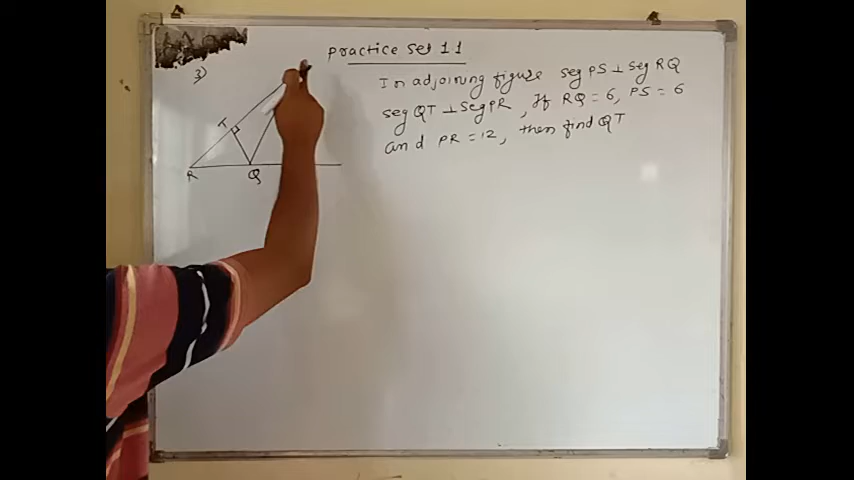 Practice Set 1.1
3)
In adjoining figure seg PS ⊥ seg RQ
seg QT ⊥ seg PR, If RQ = 6, PS = 6
and PR = 12, then find QT
T
R
Q